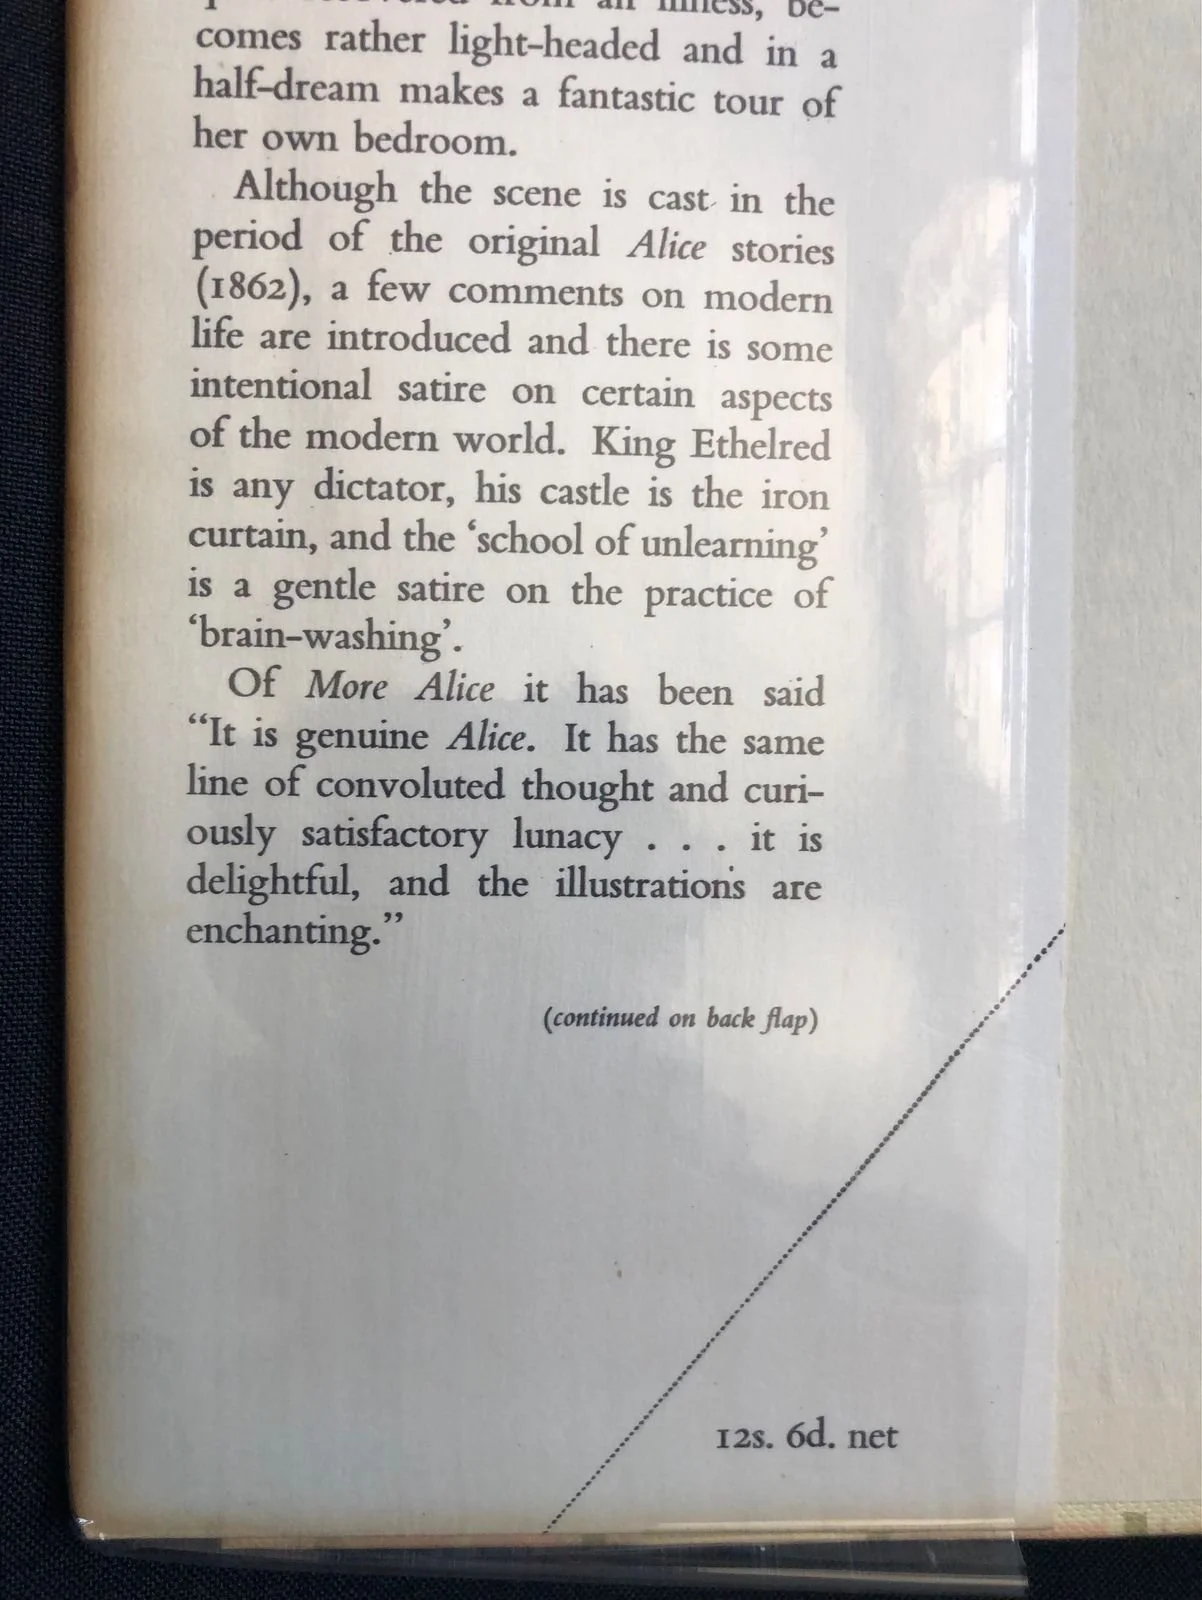 from an illness, be-
comes rather light-headed and in a
half-dream makes a fantastic tour of
her own bedroom.
Although the scene is cast in the
period of the original Alice stories
(1862), a few comments on modern
life are introduced and there is some
intentional satire on certain aspects
of the modern world. King Ethelred
is any dictator, his castle is the iron
curtain, and the ‘school of unlearning’
is a gentle satire on the practice of
‘brain-washing’.
Of More Alice it has been said
“It is genuine Alice. It has the same
line of convoluted thought and curi-
ously satisfactory lunacy . . . it is
delightful, and the illustrations are
enchanting.”
(continued on back flap)
12s. 6d. net